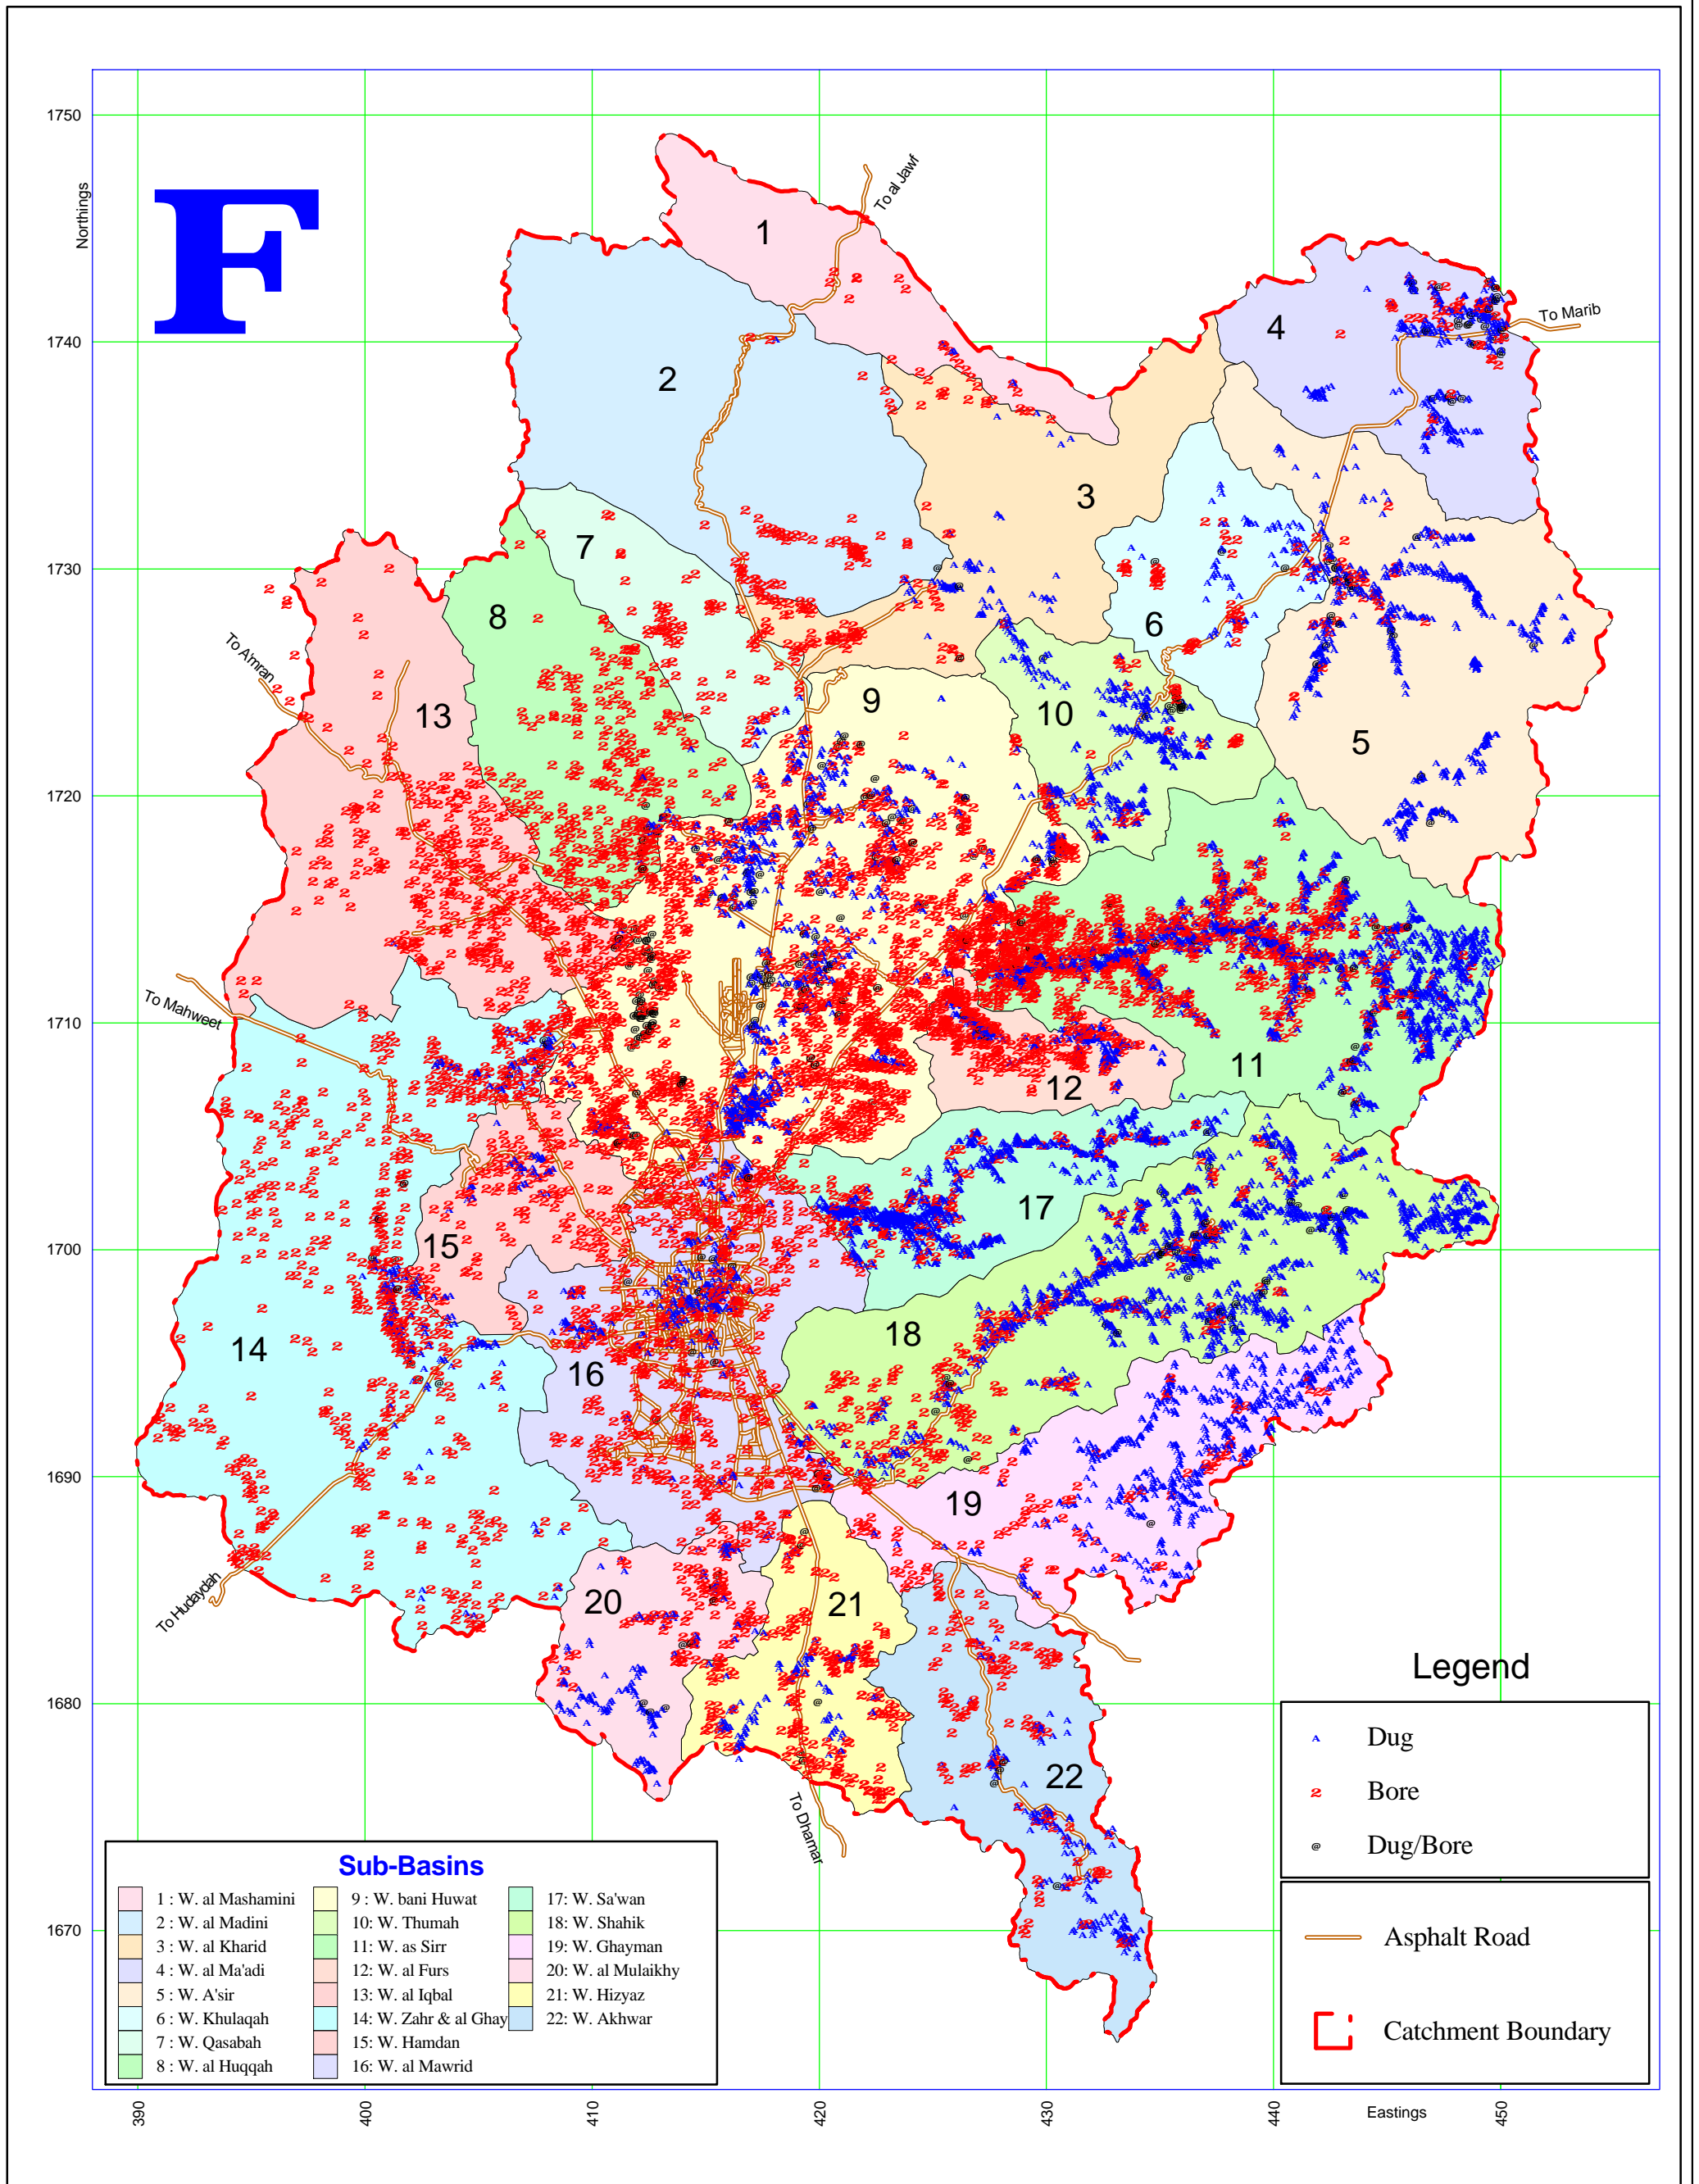 1750
Northings
F
To al Jawf
1
4
To Marib
1740
2
3
1730
7
8
6
To A'mran
13
9
10
5
1720
To Mahweet
1710
11
12
17
1700
15
14
18
16
1690
19
To Hudaydah
20
21
1680
22
To Dhamar
1670
Legend
Dug
Bore
Dug/Bore
Asphalt Road
Catchment Boundary
Sub-Basins
1 : W. al Mashamini
2 : W. al Madini
3 : W. al Kharid
4 : W. al Ma'adi
5 : W. A'sir
6 : W. Khulaqah
7 : W. Qasabah
8 : W. al Huqqah
9 : W. bani Huwat
10: W. Thumah
11: W. as Sirr
12: W. al Furs
13: W. al Iqbal
14: W. Zahr & al Ghay
15: W. Hamdan
16: W. al Mawrid
17: W. Sa'wan
18: W. Shahik
19: W. Ghayman
20: W. al Mulaikhy
21: W. Hizyaz
22: W. Akhwar
390
400
410
420
430
440
Eastings
450